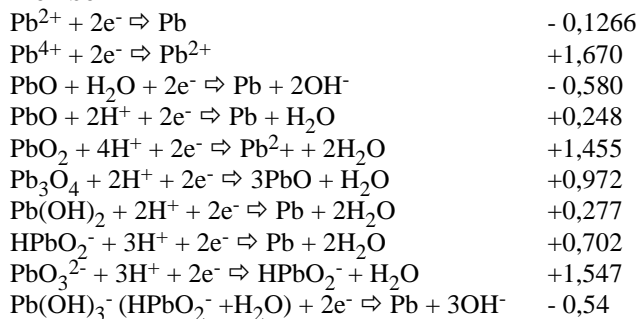 Pb²⁺ + 2e⁻ ⇨ Pb - 0,1266
Pb⁴⁺ + 2e⁻ ⇨ Pb²⁺ +1,670
PbO + H₂O + 2e⁻ ⇨ Pb + 2OH⁻ - 0,580
PbO + 2H⁺ + 2e⁻ ⇨ Pb + H₂O +0,248
PbO₂ + 4H⁺ + 2e⁻ ⇨ Pb²+ + 2H₂O +1,455
Pb₃O₄ + 2H⁺ + 2e⁻ ⇨ 3PbO + H₂O +0,972
Pb(OH)₂ + 2H⁺ + 2e⁻ ⇨ Pb + 2H₂O +0,277
HPbO₂⁻ + 3H⁺ + 2e⁻ ⇨ Pb + 2H₂O +0,702
PbO₃²⁻ + 3H⁺ + 2e⁻ ⇨ HPbO₂⁻ + H₂O +1,547
Pb(OH)₃⁻ (HPbO₂⁻ +H₂O) + 2e⁻ ⇨ Pb + 3OH⁻ - 0,54